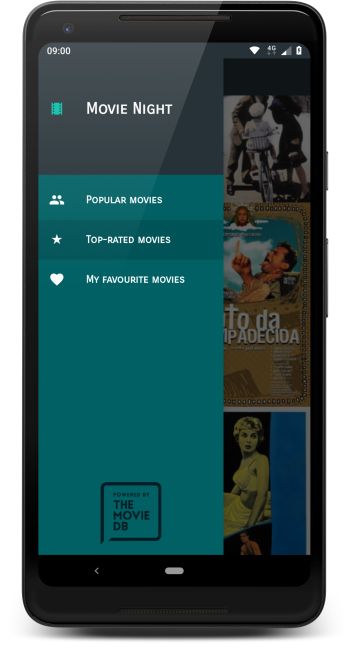 09:00
4G
Movie Night
Popular movies
Top-rated movies
My favourite movies
to da
MPADECIDA
POWERED BY
THE
MOVIE
DB